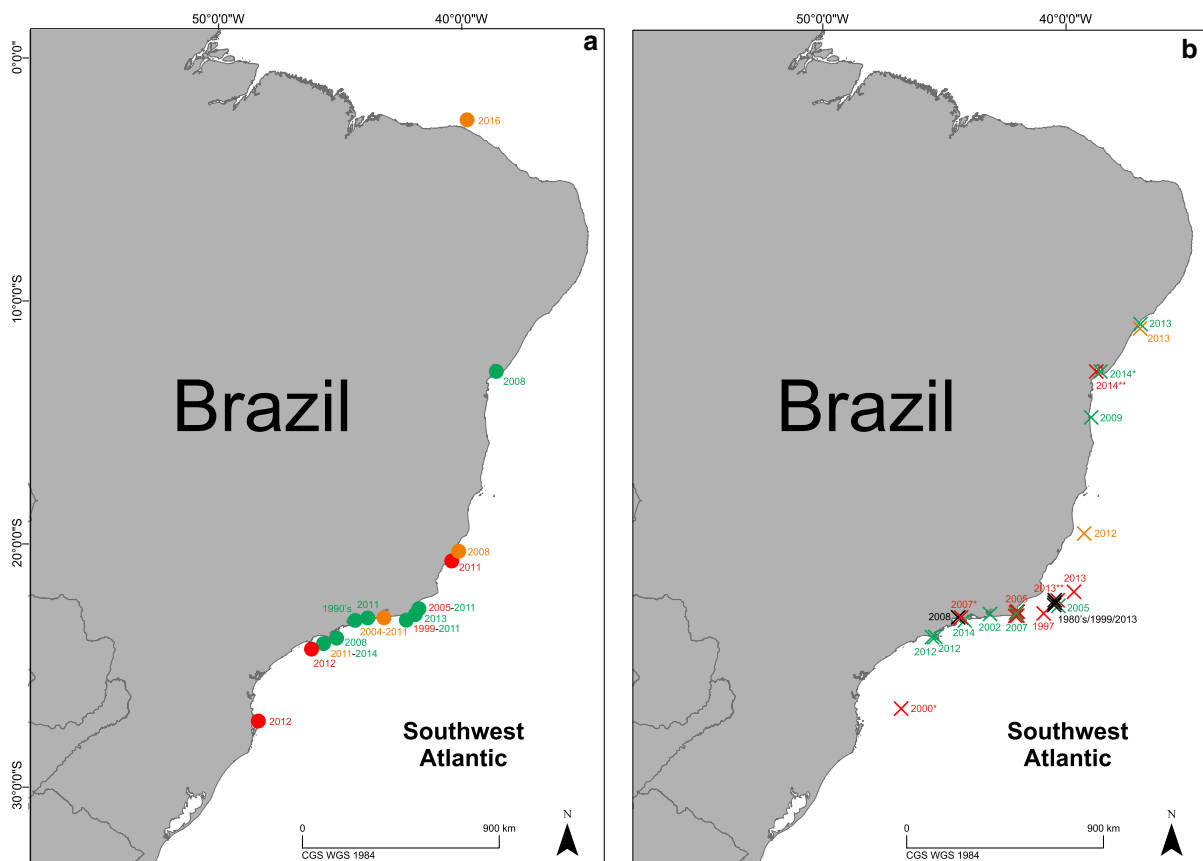 50°0'0"W
40°0'0"W
a
0°0'0"
10°0'0"S
20°0'0"S
30°0'0"S
2016
2008
Brazil
2008
2011
1990's
2011
2005-2011
2013
2004-2011
1999-2011
2008
2011-2014
2012
2012
Southwest
Atlantic
N
0
900 km
CGS WGS 1984
50°0'0"W
40°0'0"W
b
2013
2013
2014*
2014**
Brazil
2009
2012
2013
2013**
2005
2007*
2005
2008
1980's/1999/2013
2014
2002
2007
1997
2012
2012
2000*
Southwest
Atlantic
N
0
900 km
CGS WGS 1984